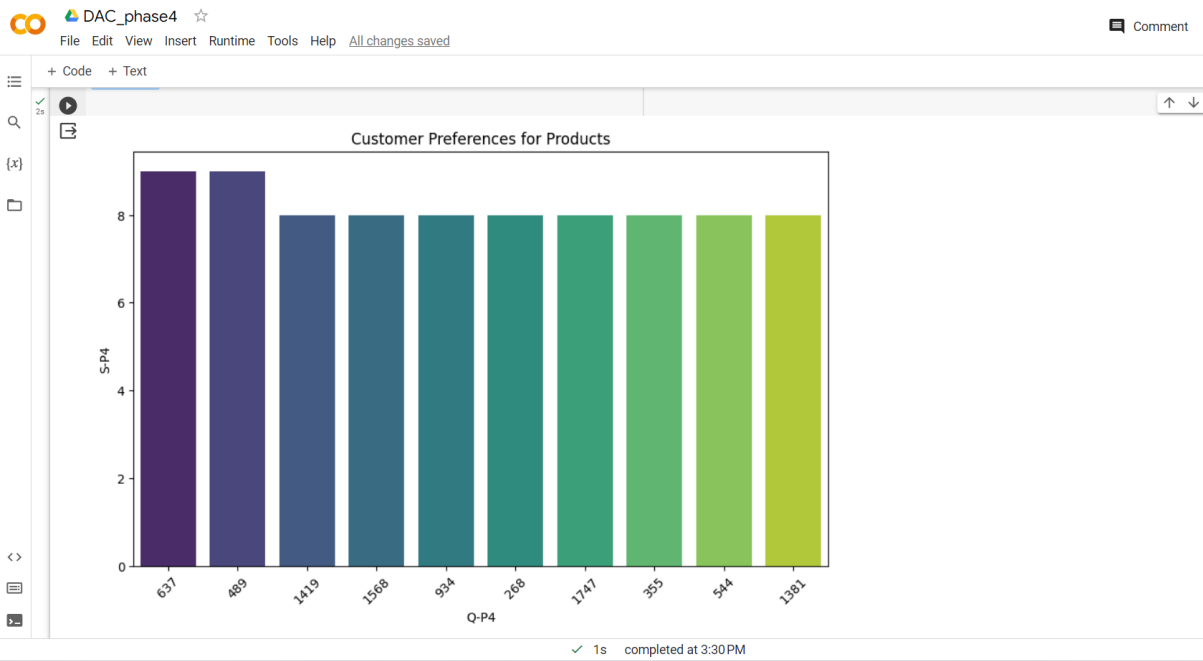 DAC_phase4
File Edit View Insert Runtime Tools Help All changes saved
Comment
+ Code + Text
2s
{x}
Customer Preferences for Products
8
6
4
2
0
S-P4
637 489 1419 1568 934 268 1747 355 544 1381
Q-P4
1s completed at 3:30 PM